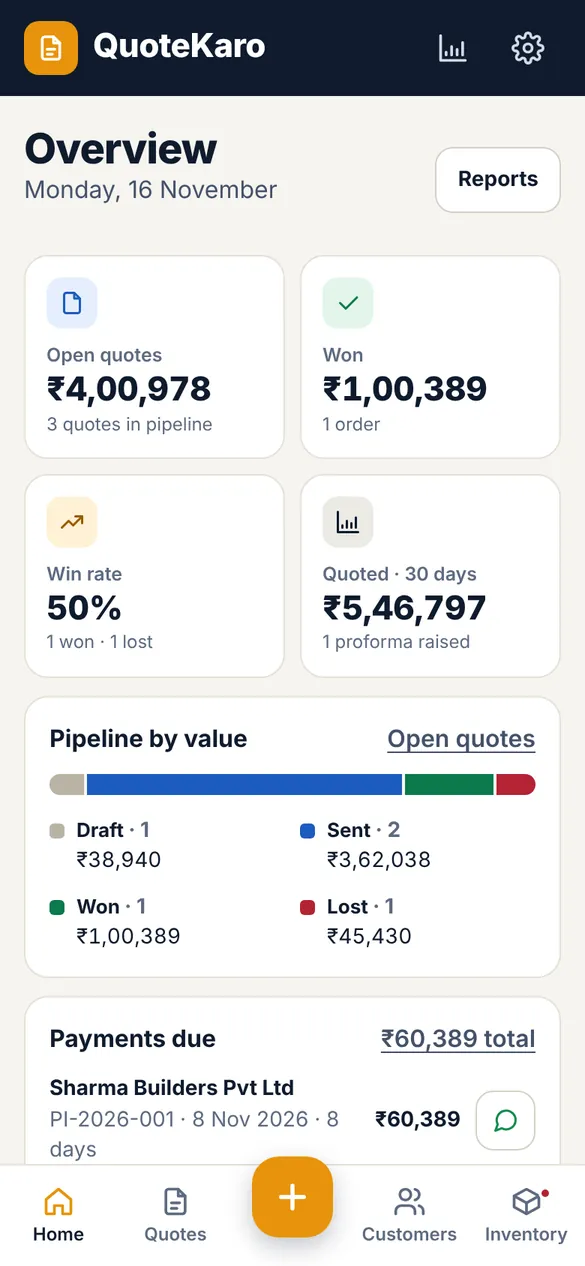 QuoteKaro
Overview
Monday, 16 November
Reports
Open quotes
₹4,00,978
3 quotes in pipeline
Won
₹1,00,389
1 order
Win rate
50%
1 won · 1 lost
Quoted · 30 days
₹5,46,797
1 proforma raised
Pipeline by value
Open quotes
Draft · 1
₹38,940
Sent · 2
₹3,62,038
Won · 1
₹1,00,389
Lost · 1
₹45,430
Payments due
₹60,389 total
Sharma Builders Pvt Ltd
PI-2026-001 · 8 Nov 2026 · 8
days
₹60,389
Home
Quotes
Customers
Inventory